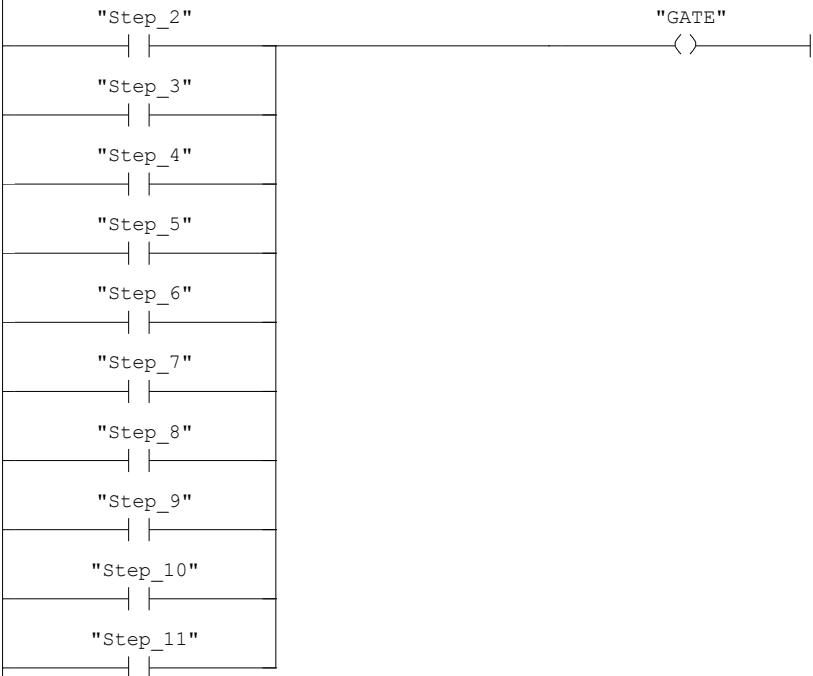 "Step_2" "GATE"
"Step_3"
"Step_4"
"Step_5"
"Step_6"
"Step_7"
"Step_8"
"Step_9"
"Step_10"
"Step_11"